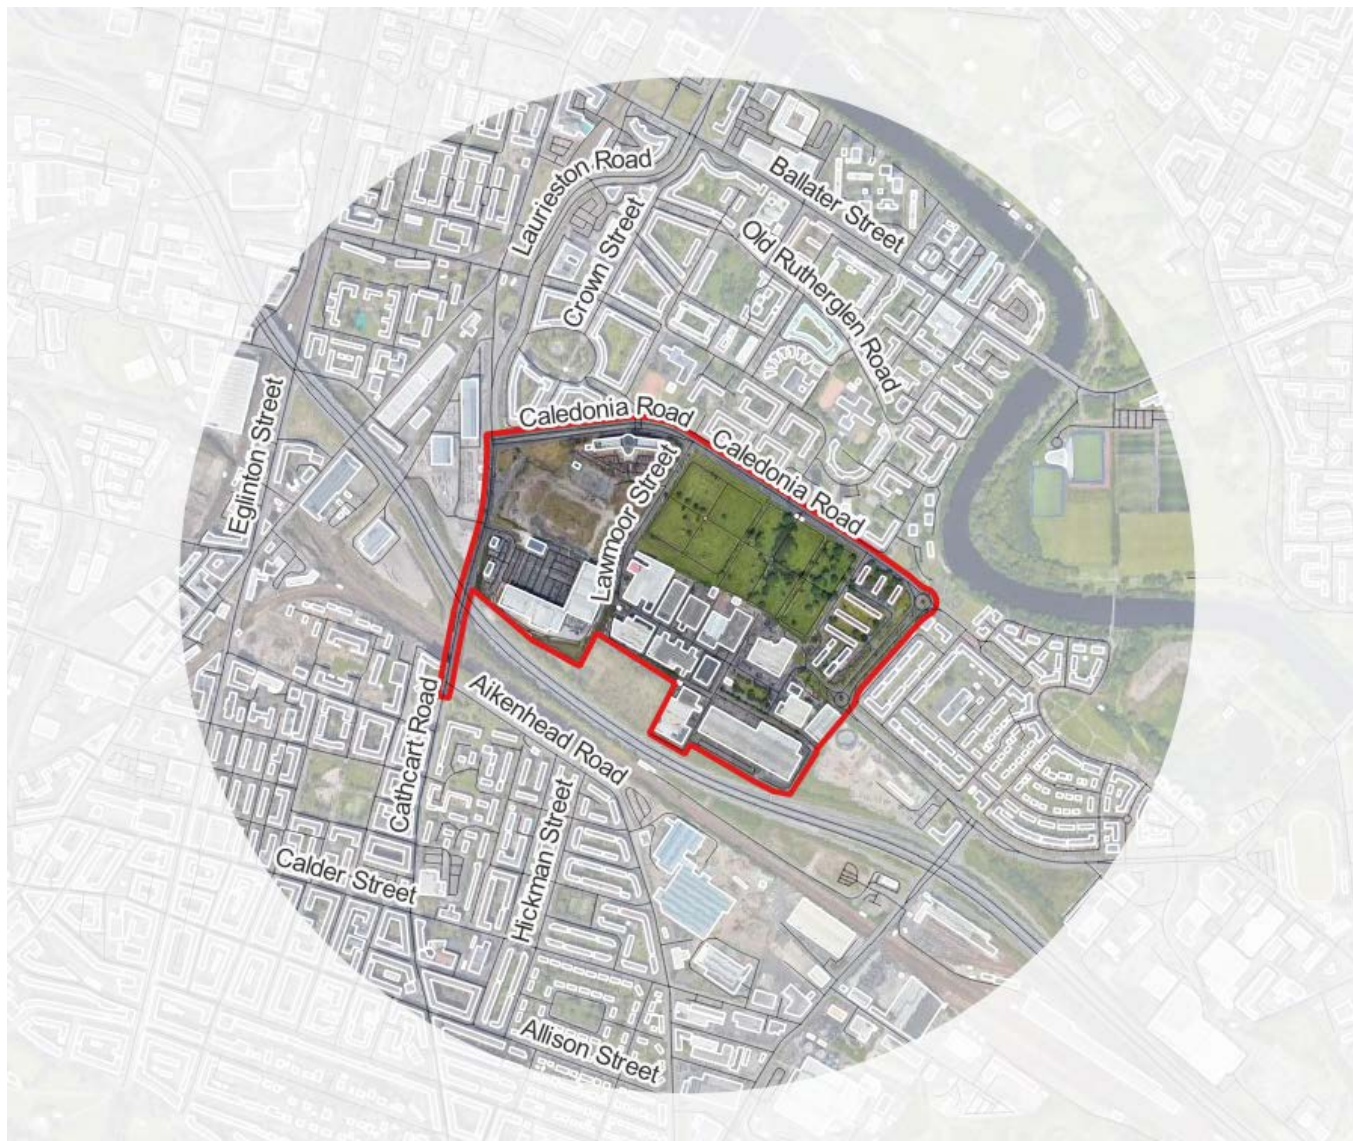 Laurieston Road
Ballater Street
Crown Street
Old Rutherglen Road
Eglinton Street
Caledonia Road
Caledonia Road
Lawmoor Street
Cathcart Road
Aikenhead Road
Hickman Street
Calder Street
Allison Street